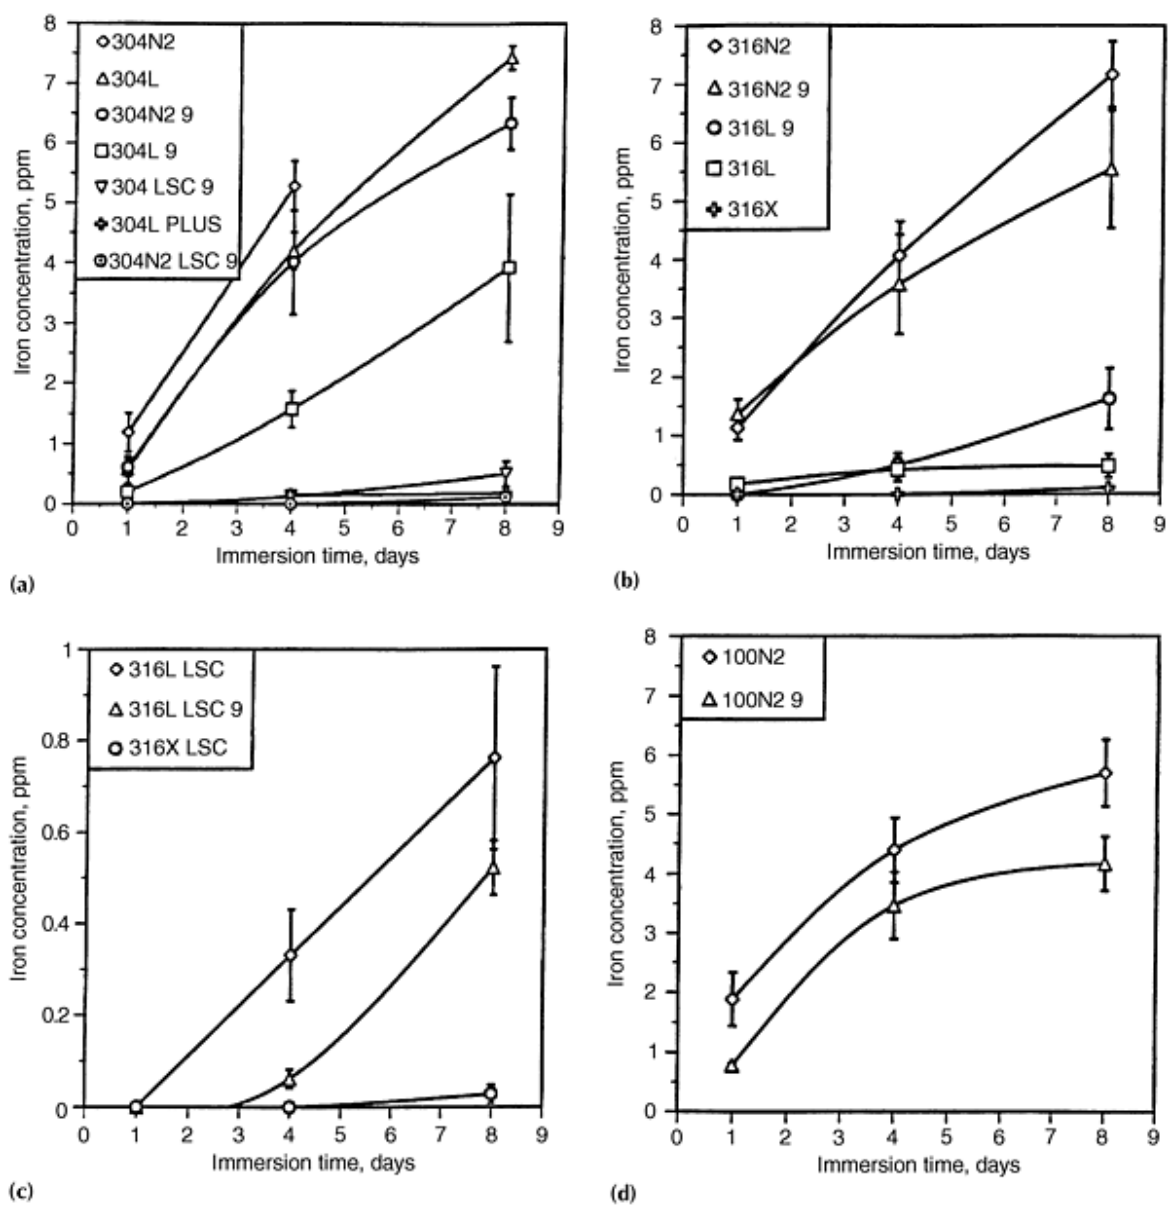 8
7
6
5
4
3
2
1
0
Iron concentration, ppm
304N2
304L
304N2 9
304L 9
304 LSC 9
304L PLUS
304N2 LSC 9
0 1 2 3 4 5 6 7 8 9
Immersion time, days
(a)
8
7
6
5
4
3
2
1
0
Iron concentration, ppm
316N2
316N2 9
316L 9
316L
316X
0 1 2 3 4 5 6 7 8 9
Immersion time, days
(b)
1
0.8
0.6
0.4
0.2
0
Iron concentration, ppm
316L LSC
316L LSC 9
316X LSC
0 1 2 3 4 5 6 7 8 9
Immersion time, days
(c)
8
7
6
5
4
3
2
1
0
Iron concentration, ppm
100N2
100N2 9
0 1 2 3 4 5 6 7 8 9
Immersion time, days
(d)